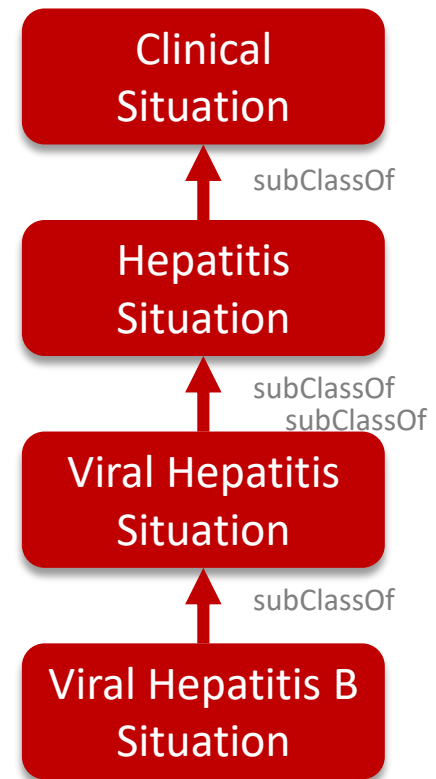 Clinical
Situation
subClassOf
Hepatitis
Situation
subClassOf
subClassOf
Viral Hepatitis
Situation
subClassOf
Viral Hepatitis B
Situation